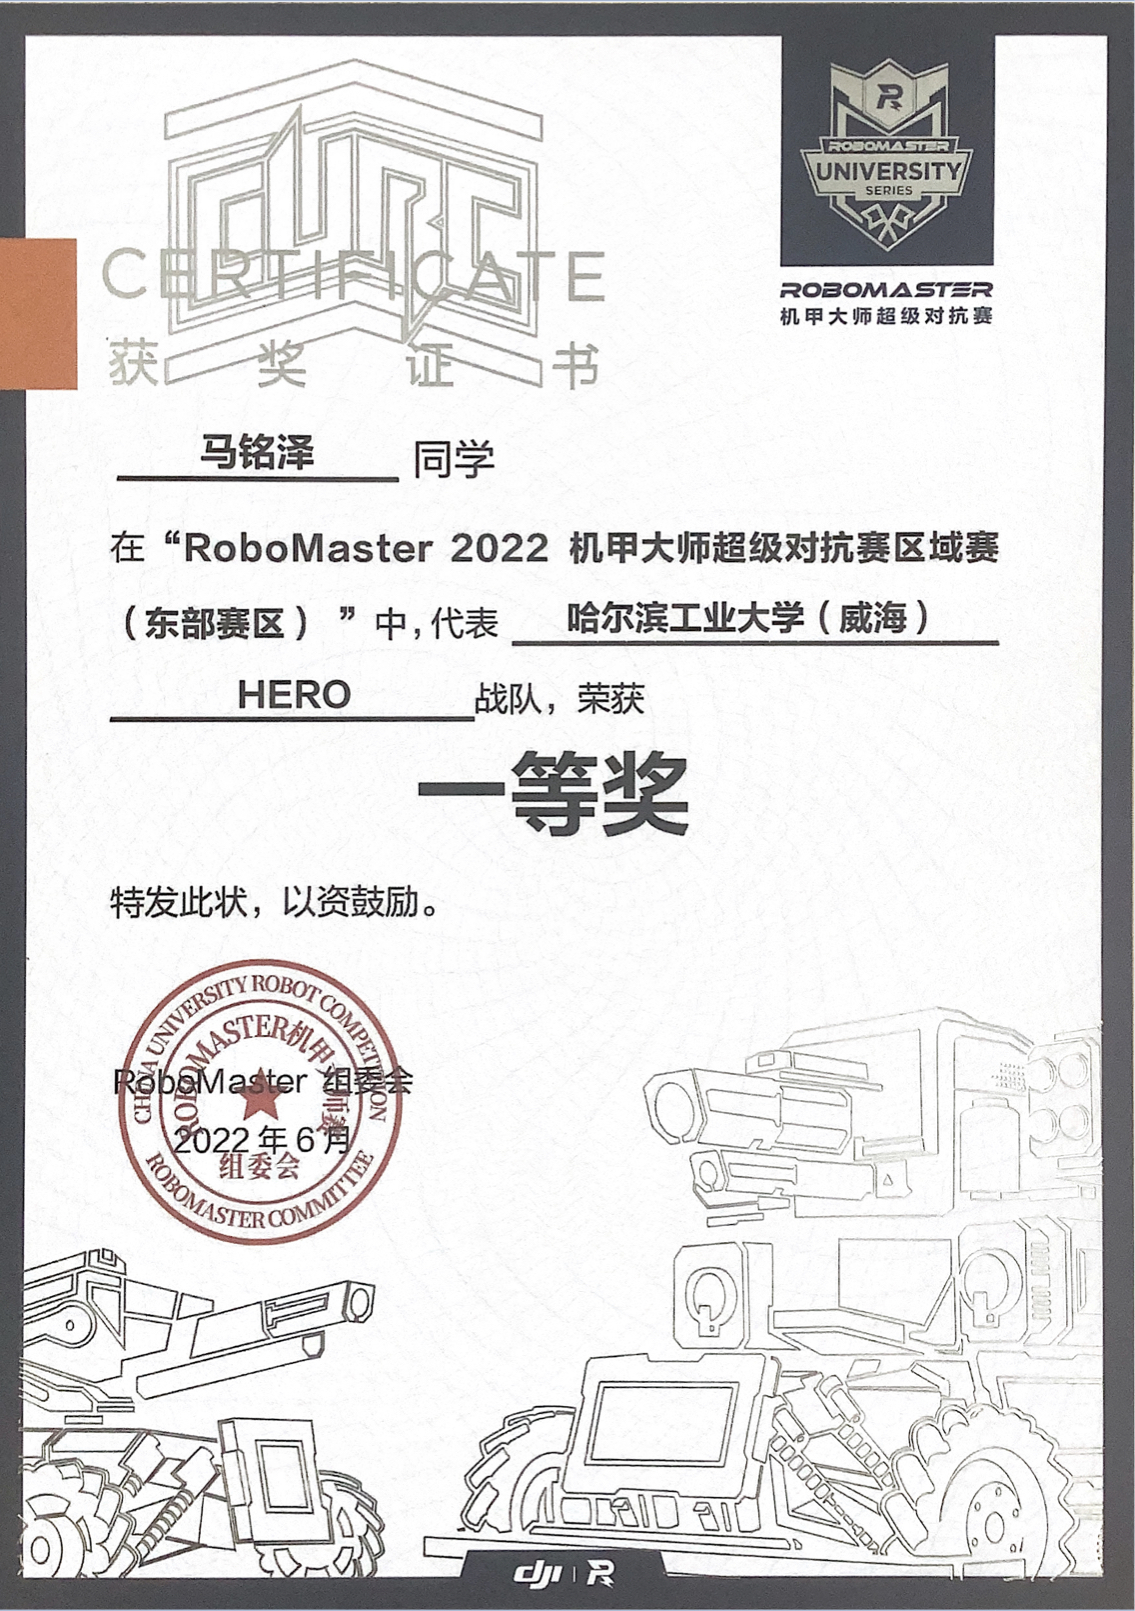 CURC
CERTIFICATE
获奖证书
R
ROBOMASTER
UNIVERSITY
SERIES
ROBOMASTER
机甲大师超级对抗赛
马铭泽 同学
在“RoboMaster 2022 机甲大师超级对抗赛区域赛
（东部赛区）”中,代表 哈尔滨工业大学（威海）
HERO 战队，荣获
一等奖
特发此状，以资鼓励。
CHINA UNIVERSITY ROBOT COMPETITION
ROBOMASTER机甲大师赛
RoboMaster 组委会
2022年6月
组委会
ROBOMASTER COMMITTEE
dji R